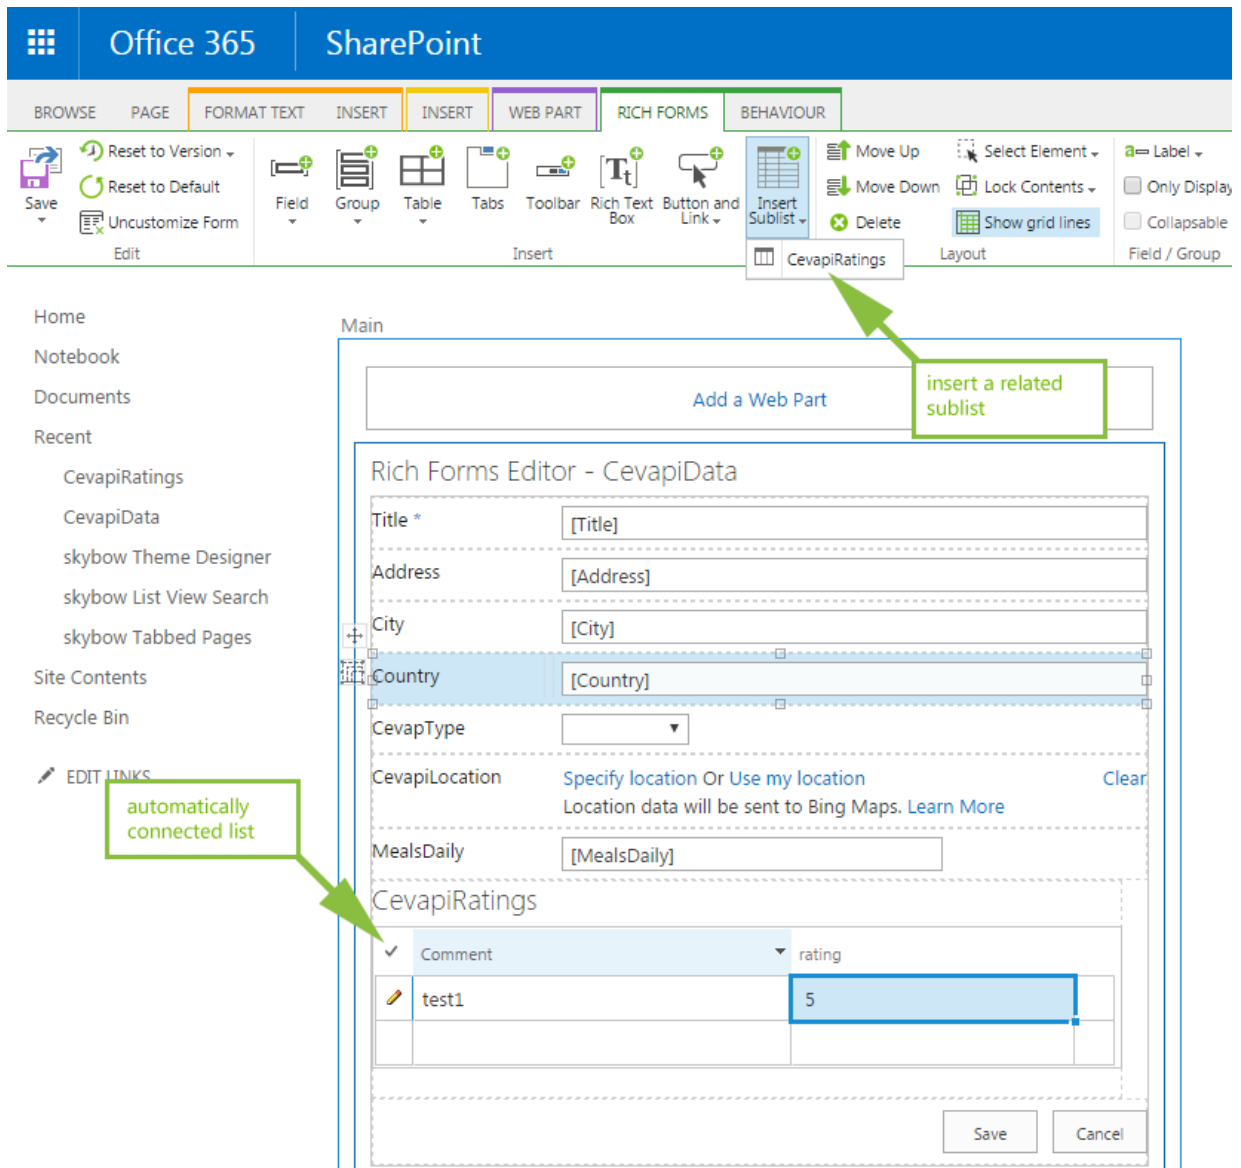 Office 365 SharePoint
BROWSE PAGE FORMAT TEXT INSERT INSERT WEB PART RICH FORMS BEHAVIOUR
Save
Reset to Version
Reset to Default
Uncustomize Form
Edit
Field
Group
Table
Tabs
Toolbar
Rich Text
Box
Button and
Link
Insert
Sublist
Insert
CevapiRatings
Move Up
Move Down
Delete
Select Element
Lock Contents
Show grid lines
Layout
a Label
Only Display
Collapsable
Field / Group
insert a related
sublist
Home
Notebook
Documents
Recent
CevapiRatings
CevapiData
skybow Theme Designer
skybow List View Search
skybow Tabbed Pages
Site Contents
Recycle Bin
EDIT LINKS
automatically
connected list
Main
Add a Web Part
Rich Forms Editor - CevapiData
Title * [Title]
Address [Address]
City [City]
Country [Country]
CevapType
CevapiLocation Specify location Or Use my location Clear
Location data will be sent to Bing Maps. Learn More
MealsDaily [MealsDaily]
CevapiRatings
Comment rating
test1 5
Save Cancel